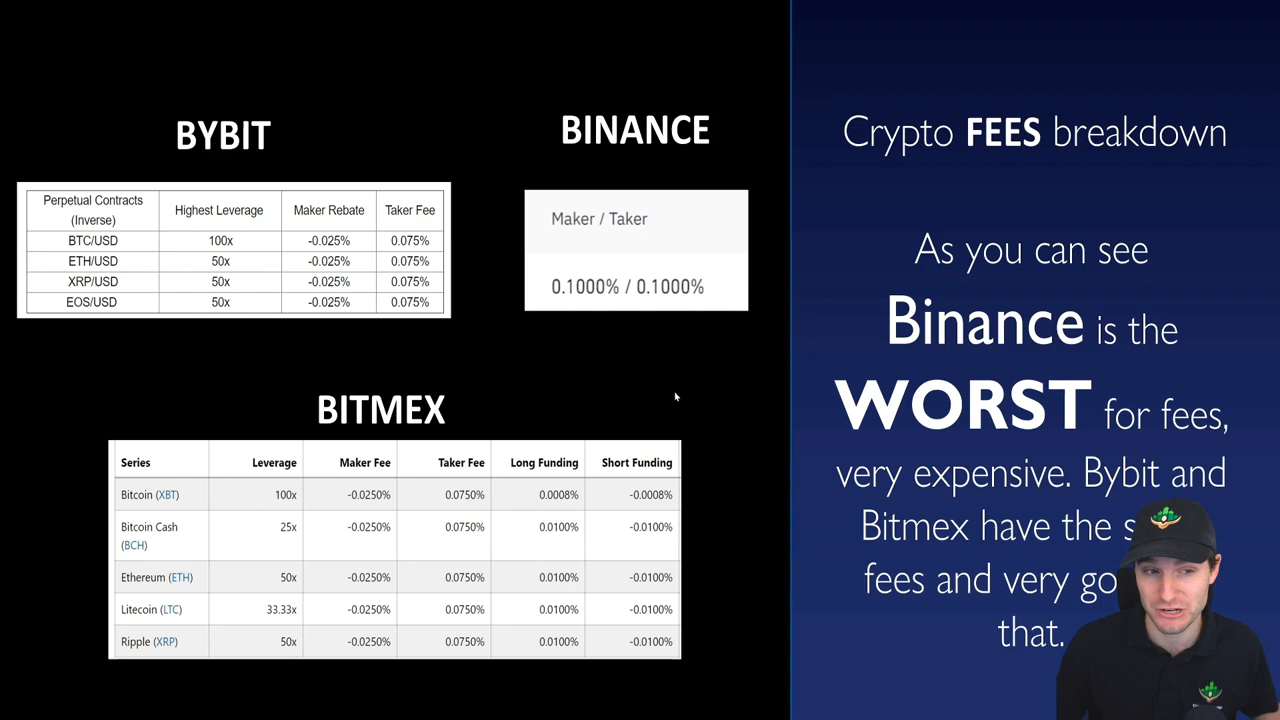 BYBIT
Perpetual Contracts (Inverse) Highest Leverage Maker Rebate Taker Fee
BTC/USD 100x -0.025% 0.075%
ETH/USD 50x -0.025% 0.075%
XRP/USD 50x -0.025% 0.075%
EOS/USD 50x -0.025% 0.075%
BINANCE
Maker / Taker
0.1000% / 0.1000%
BITMEX
Series Leverage Maker Fee Taker Fee Long Funding Short Funding
Bitcoin (XBT) 100x -0.0250% 0.0750% 0.0008% -0.0008%
Bitcoin Cash (BCH) 25x -0.0250% 0.0750% 0.0100% -0.0100%
Ethereum (ETH) 50x -0.0250% 0.0750% 0.0100% -0.0100%
Litecoin (LTC) 33.33x -0.0250% 0.0750% 0.0100% -0.0100%
Ripple (XRP) 50x -0.0250% 0.0750% 0.0100% -0.0100%
Crypto FEES breakdown
As you can see
Binance is the
WORST for fees,
very expensive. Bybit and
Bitmex have the
fees and very
that.